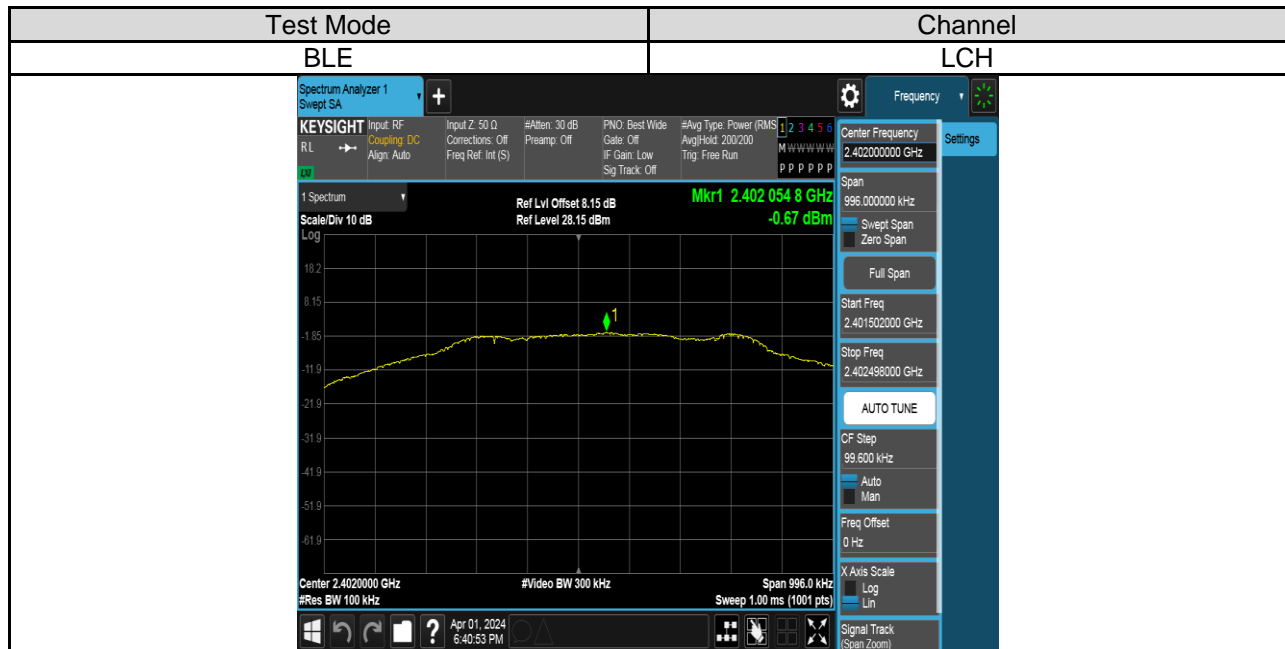 Test Mode Channel
BLE LCH
Spectrum Analyzer 1
Swept SA
+
Frequency
KEYSIGHT
RL
LXI
Input: RF
Coupling: DC
Align: Auto
Input Z: 50 Ω
Corrections: Off
Freq Ref: Int (S)
#Atten: 30 dB
Preamp: Off
PNO: Best Wide
Gate: Off
IF Gain: Low
Sig Track: Off
#Avg Type: Power (RMS
Avg|Hold: 200/200
Trig: Free Run
1 2 3 4 5 6
M W W W W W
P P P P P P
1 Spectrum
Scale/Div 10 dB
Log
Ref Lvl Offset 8.15 dB
Ref Level 28.15 dBm
Mkr1 2.402 054 8 GHz
-0.67 dBm
18.2
8.15
-1.85
-11.9
-21.9
-31.9
-41.9
-51.9
-61.9
1
Center 2.4020000 GHz
#Res BW 100 kHz
#Video BW 300 kHz
Span 996.0 kHz
Sweep 1.00 ms (1001 pts)
Settings
Center Frequency
2.402000000 GHz
Span
996.000000 kHz
Swept Span
Zero Span
Full Span
Start Freq
2.401502000 GHz
Stop Freq
2.402498000 GHz
AUTO TUNE
CF Step
99.600 kHz
Auto
Man
Freq Offset
0 Hz
X Axis Scale
Log
Lin
Signal Track
(Span Zoom)
?
Apr 01, 2024
6:40:53 PM